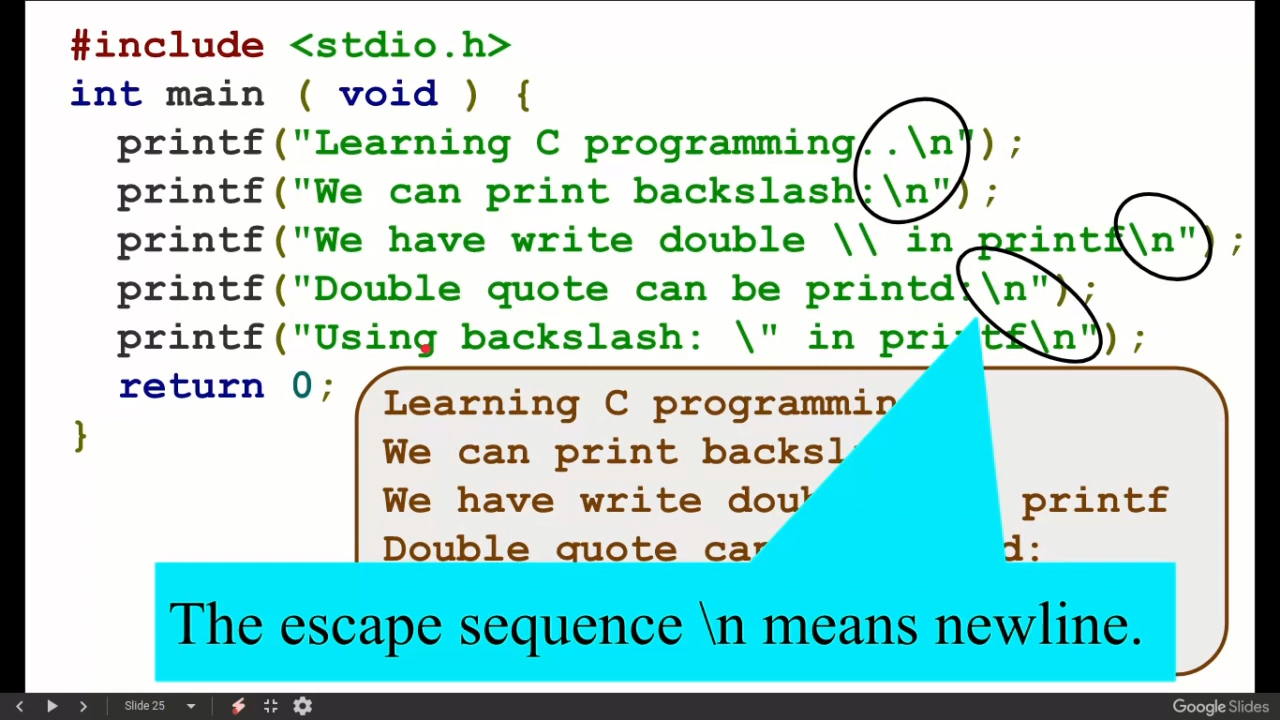 #include <stdio.h>
int main ( void ) {
printf("Learning C programming..\n");
printf("We can print backslash:\n");
printf("We have write double \\ in printf\n");
printf("Double quote can be printd:\n");
printf("Using backslash: \" in printf\n");
return 0;
}
Learning C programmin
We can print backsl
We have write dou printf
Double quote ca d:
The escape sequence \n means newline.
Slide 25
Google Slides